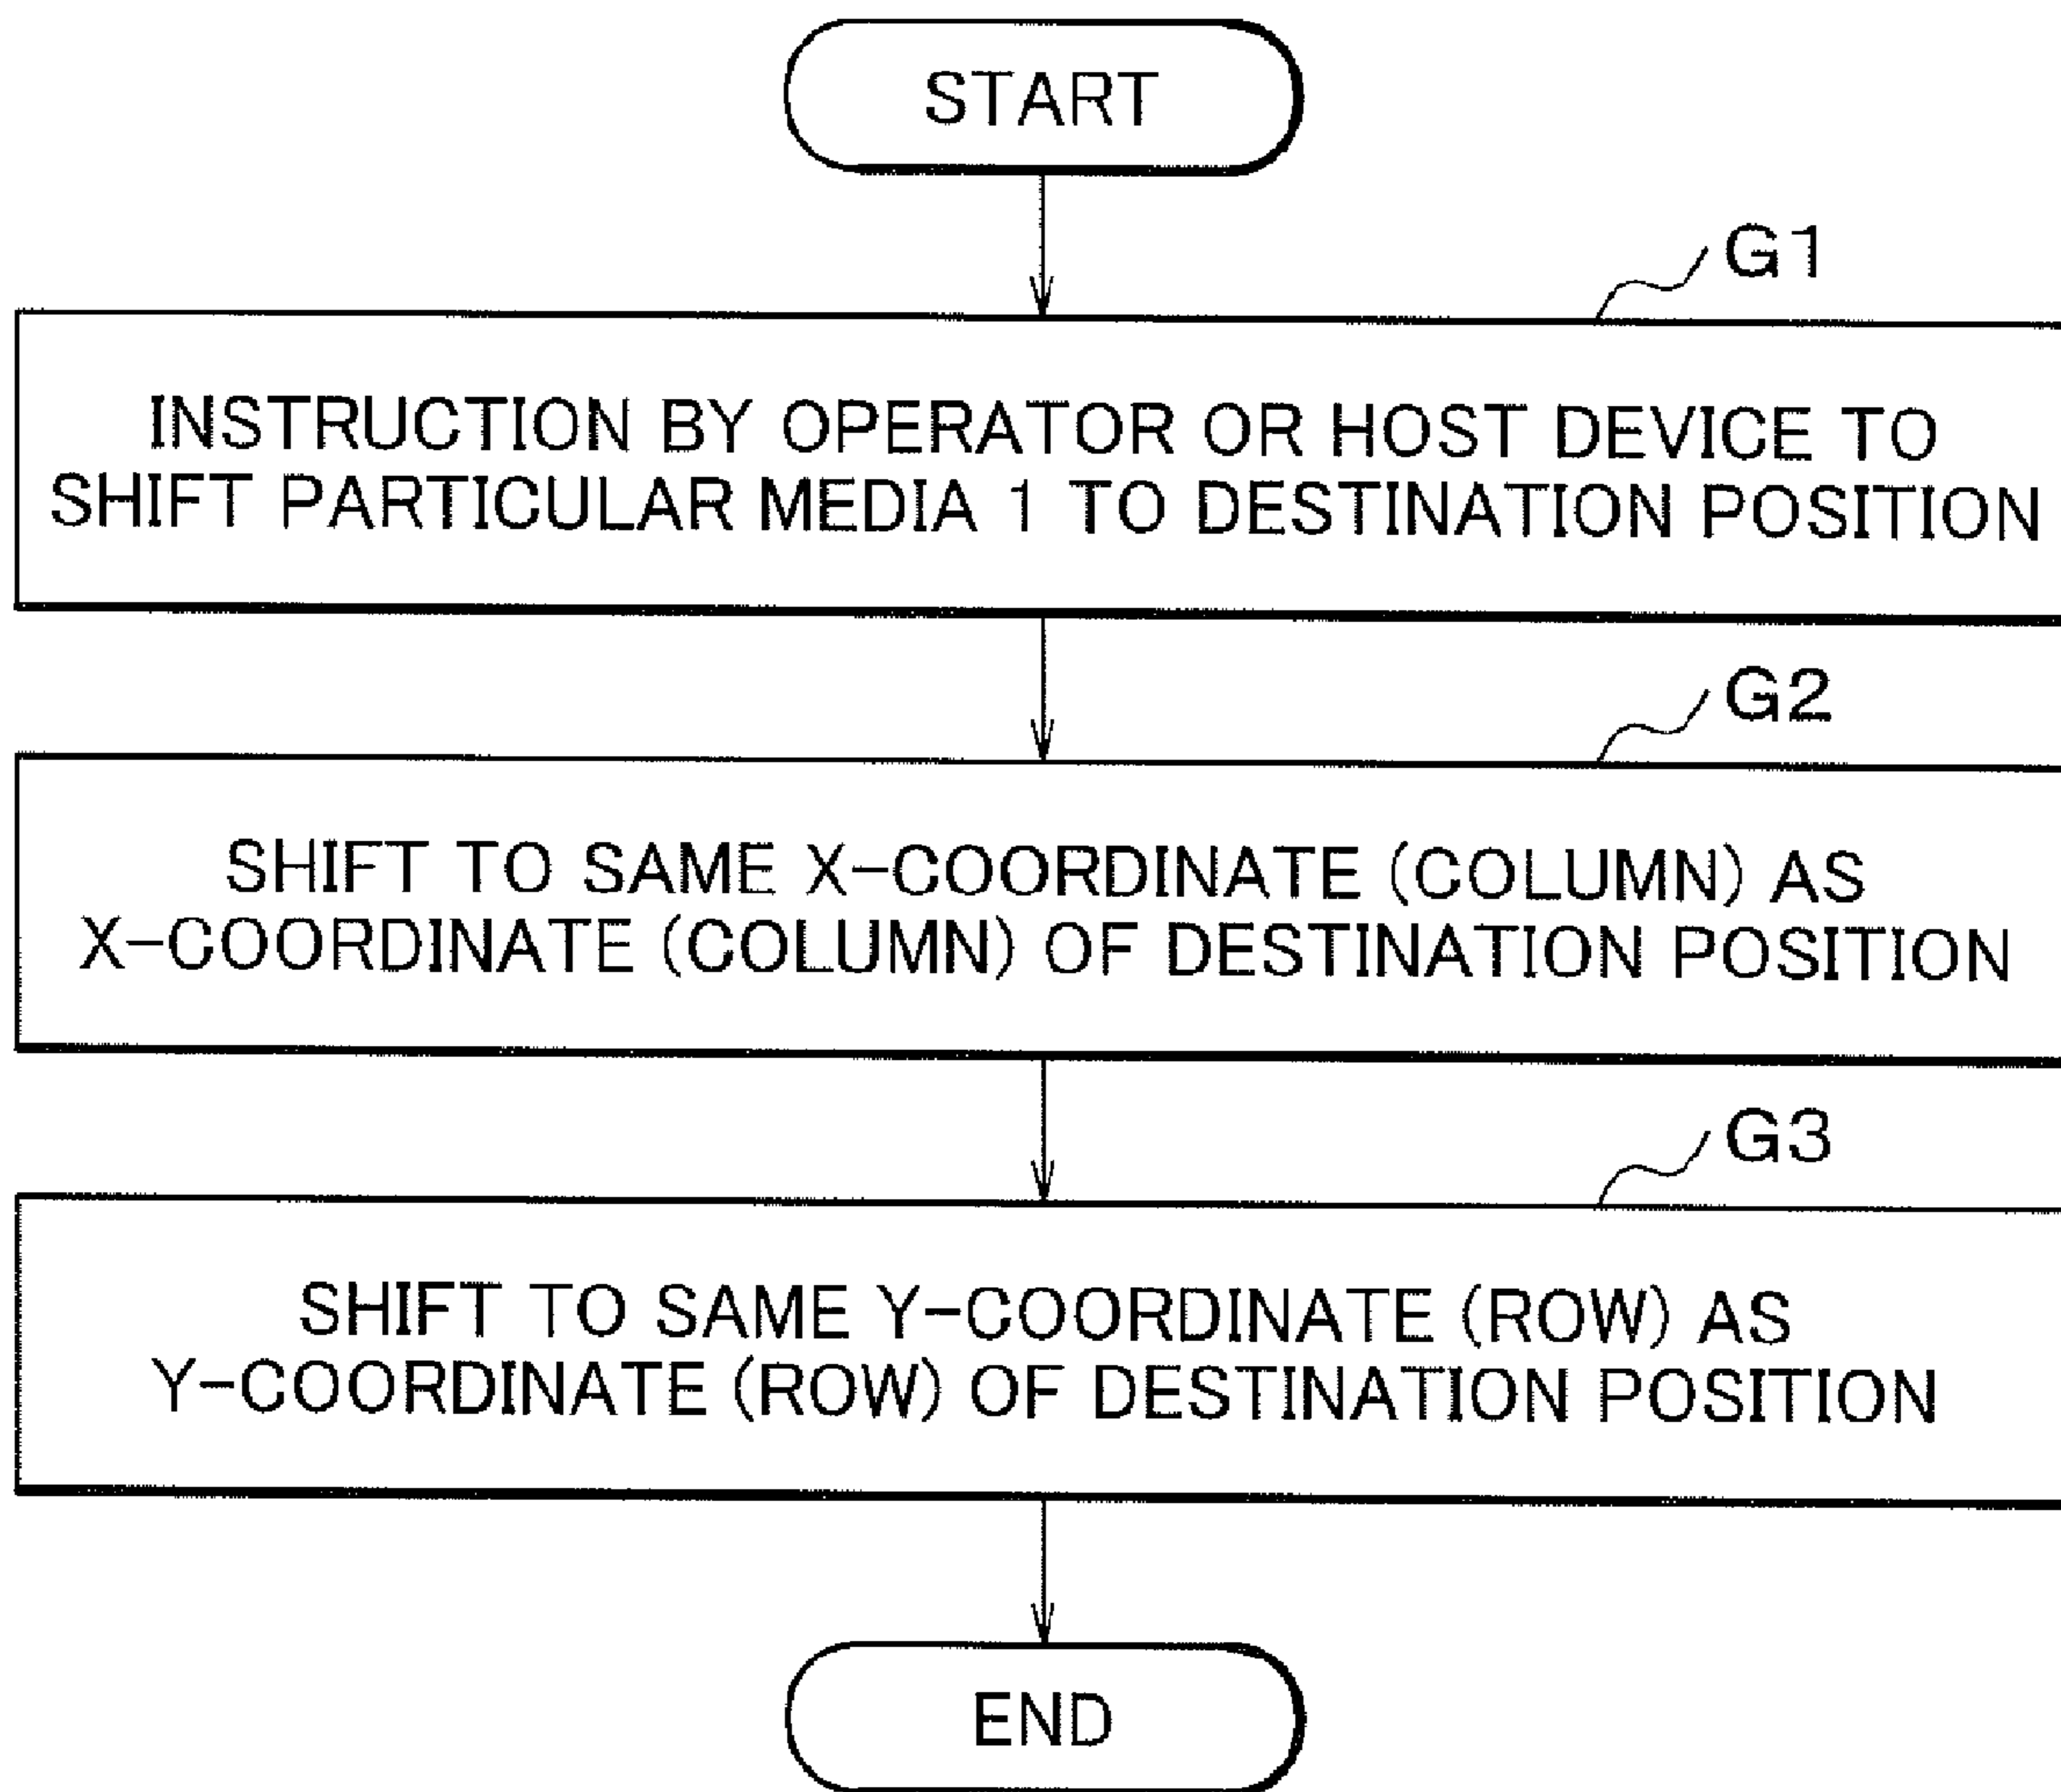 START
G1
INSTRUCTION BY OPERATOR OR HOST DEVICE TO
SHIFT PARTICULAR MEDIA 1 TO DESTINATION POSITION
G2
SHIFT TO SAME X-COORDINATE (COLUMN) AS
X-COORDINATE (COLUMN) OF DESTINATION POSITION
G3
SHIFT TO SAME Y-COORDINATE (ROW) AS
Y-COORDINATE (ROW) OF DESTINATION POSITION
END